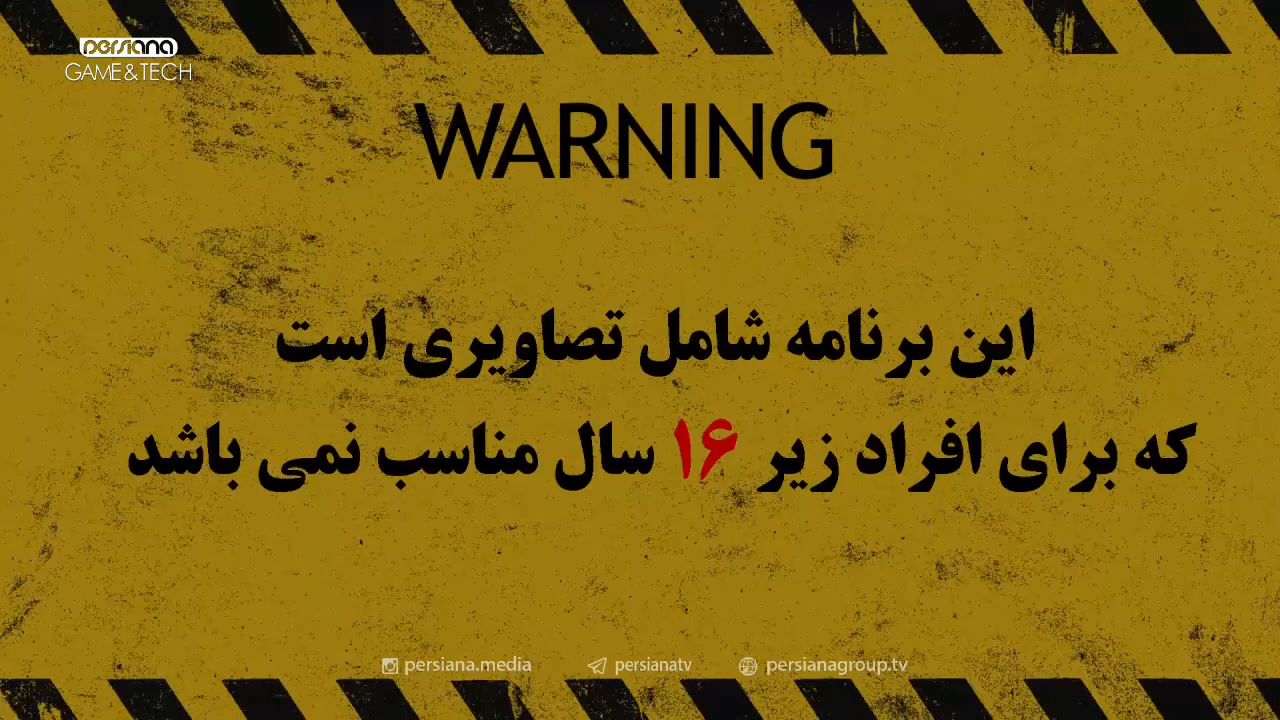 persiana
GAME&TECH
WARNING
این برنامه شامل تصاویری است
که برای افراد زیر ۱۶ سال مناسب نمی باشد
persiana.media persianatv persianagroup.tv